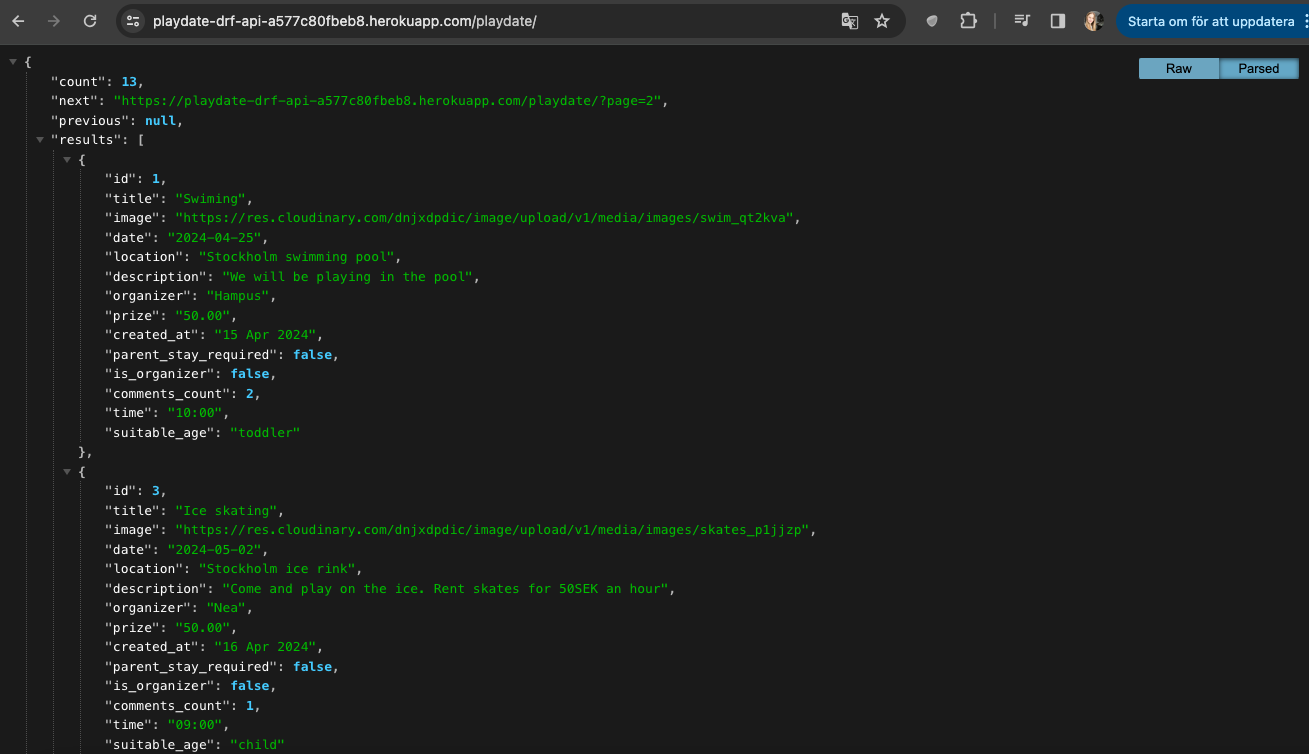 playdate-drf-api-a577c80fbeb8.herokuapp.com/playdate/
Starta om för att uppdatera
Raw Parsed
{
"count": 13,
"next": "https://playdate-drf-api-a577c80fbeb8.herokuapp.com/playdate/?page=2",
"previous": null,
"results": [
{
"id": 1,
"title": "Swiming",
"image": "https://res.cloudinary.com/dnjxdpdic/image/upload/v1/media/images/swim_qt2kva",
"date": "2024-04-25",
"location": "Stockholm swimming pool",
"description": "We will be playing in the pool",
"organizer": "Hampus",
"prize": "50.00",
"created_at": "15 Apr 2024",
"parent_stay_required": false,
"is_organizer": false,
"comments_count": 2,
"time": "10:00",
"suitable_age": "toddler"
},
{
"id": 3,
"title": "Ice skating",
"image": "https://res.cloudinary.com/dnjxdpdic/image/upload/v1/media/images/skates_p1jjzp",
"date": "2024-05-02",
"location": "Stockholm ice rink",
"description": "Come and play on the ice. Rent skates for 50SEK an hour",
"organizer": "Nea",
"prize": "50.00",
"created_at": "16 Apr 2024",
"parent_stay_required": false,
"is_organizer": false,
"comments_count": 1,
"time": "09:00",
"suitable_age": "child"